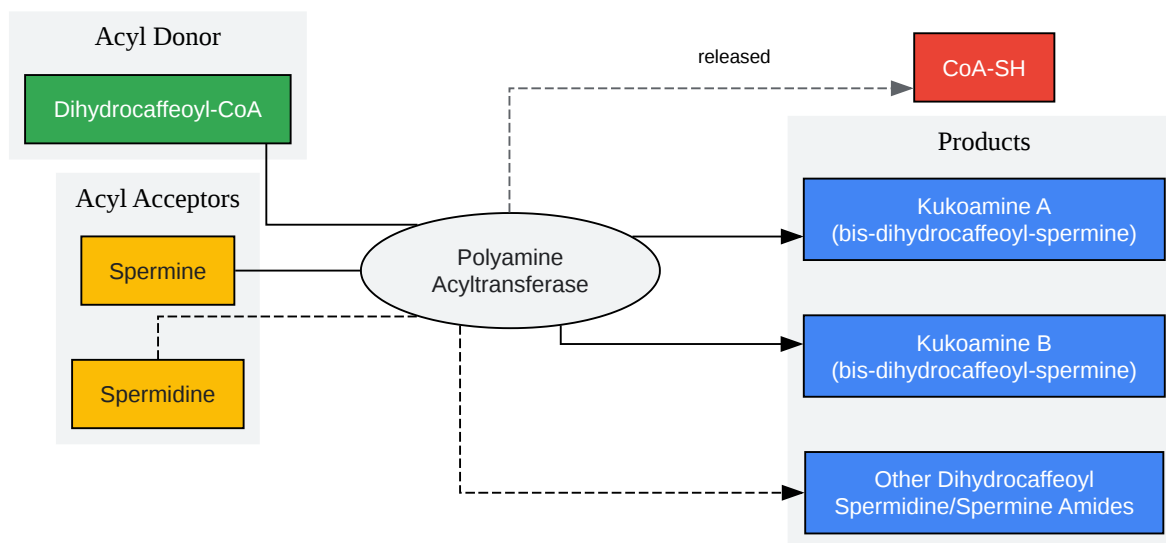 Acyl Donor
Dihydrocaffeoyl-CoA
Acyl Acceptors
Spermine
Spermidine
Polyamine
Acyltransferase
released
CoA-SH
Products
Kukoamine A
(bis-dihydrocaffeoyl-spermine)
Kukoamine B
(bis-dihydrocaffeoyl-spermine)
Other Dihydrocaffeoyl
Spermidine/Spermine Amides